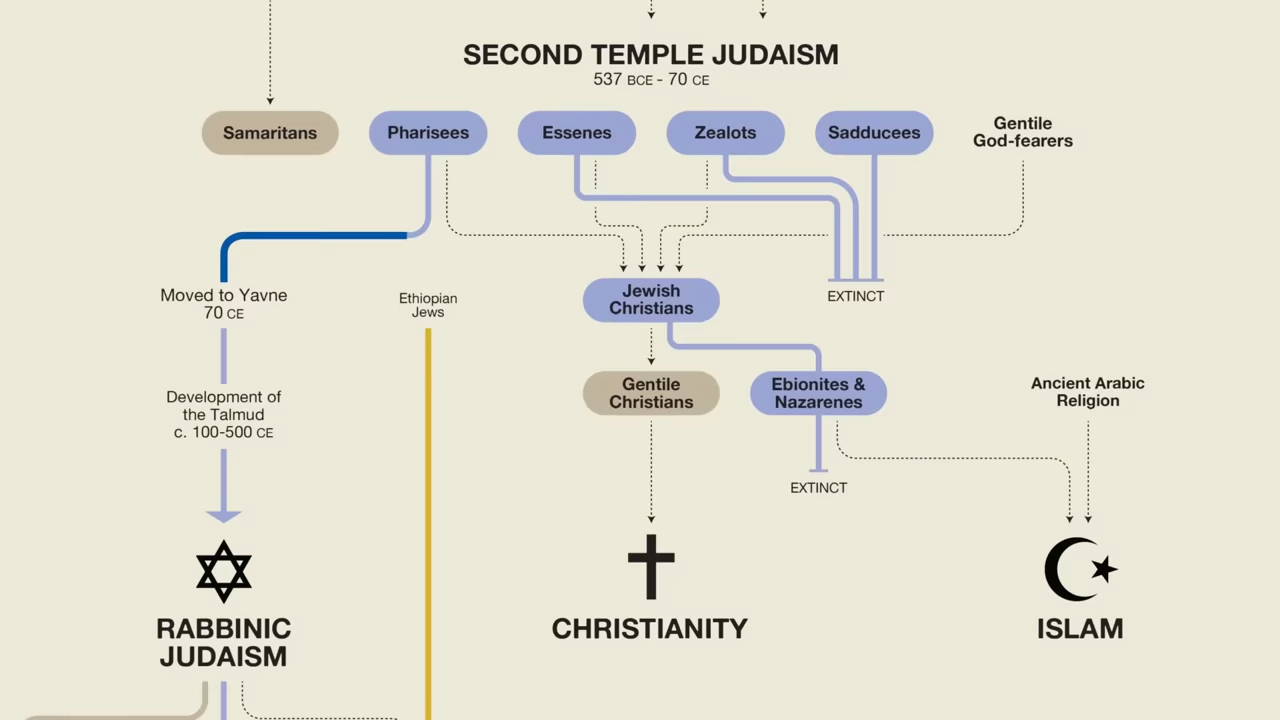 SECOND TEMPLE JUDAISM
537 BCE - 70 CE
Samaritans
Pharisees
Essenes
Zealots
Sadducees
Gentile
God-fearers
Moved to Yavne
70 CE
Ethiopian
Jews
Jewish
Christians
EXTINCT
Development of
the Talmud
c. 100-500 CE
Gentile
Christians
Ebionites &
Nazarenes
Ancient Arabic
Religion
EXTINCT
RABBINIC
JUDAISM
CHRISTIANITY
ISLAM